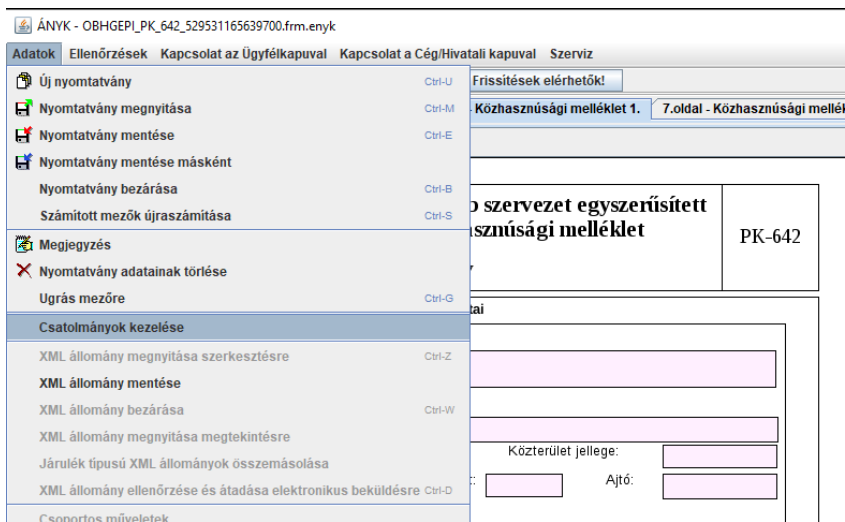 ÁNYK - OBHGEPI_PK_642_529531165639700.frm.enyk
Adatok Ellenőrzések Kapcsolat az Ügyfélkapuval Kapcsolat a Cég/Hivatali kapuval Szerviz
Új nyomtatvány Ctrl-U
Frissítések elérhetők!
Nyomtatvány megnyitása Ctrl-M
- Közhasznúsági melléklet 1. 7.oldal - Közhasznúsági mellék
Nyomtatvány mentése Ctrl-E
Nyomtatvány mentése másként
Nyomtatvány bezárása Ctrl-B
Számított mezők újraszámítása Ctrl-S
Megjegyzés
Nyomtatvány adatainak törlése
Ugrás mezőre Ctrl-G
Csatolmányok kezelése
XML állomány megnyitása szerkesztésre Ctrl-Z
XML állomány mentése
XML állomány bezárása Ctrl-W
XML állomány megnyitása megtekintésre
Járulék típusú XML állományok összemásolása
XML állomány ellenőrzése és átadása elektronikus beküldésre Ctrl-D
Csoportos műveletek
szervezet egyszerűsített
sznúsági melléklet
PK-642
tai
Közterület jellege:
Ajtó: